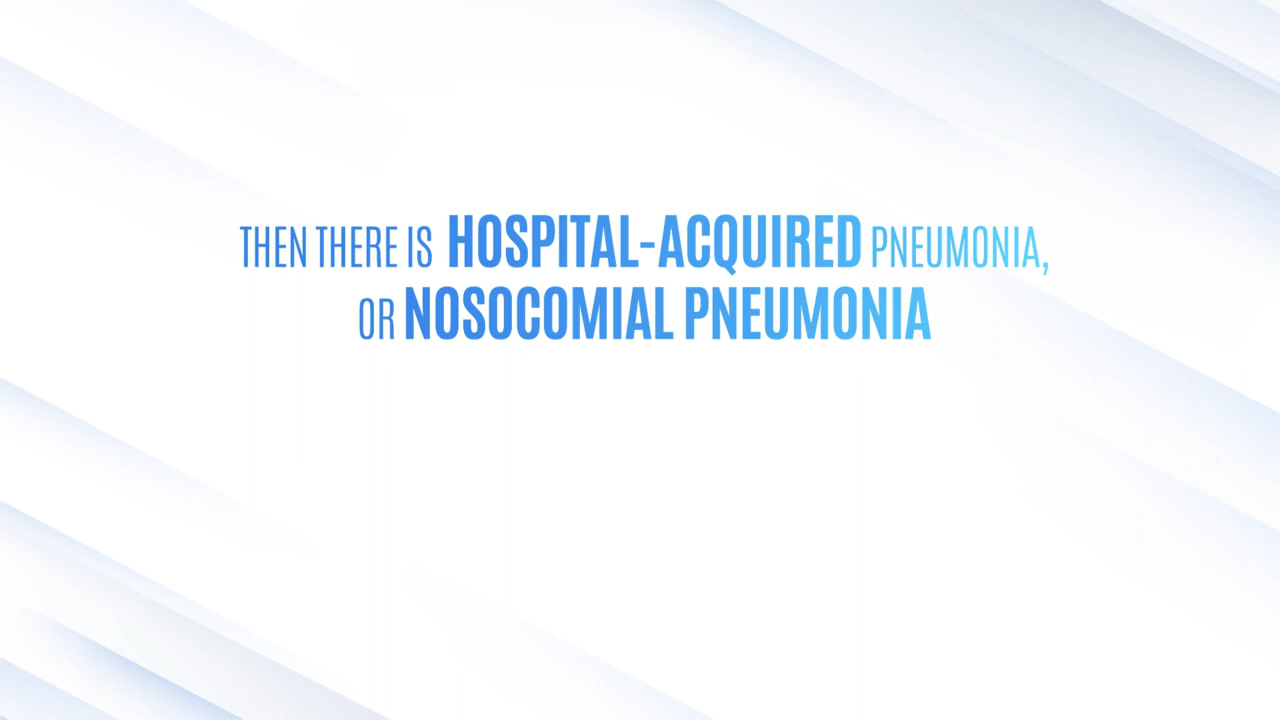 THEN THERE IS HOSPITAL-ACQUIRED PNEUMONIA,
OR NOSOCOMIAL PNEUMONIA